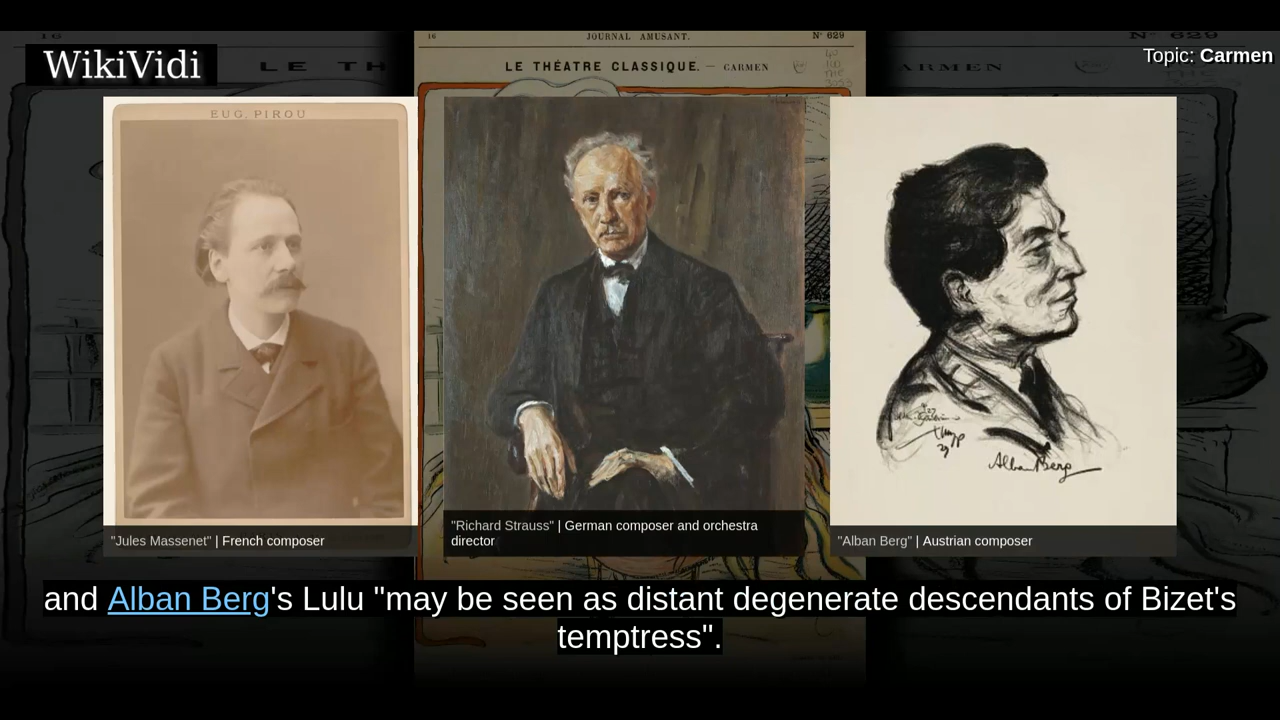 16
JOURNAL AMUSANT.
N° 629
WikiVidi
Topic: Carmen
LE THÉATRE CLASSIQUE. — CARMEN
EUG. PIROU
"Jules Massenet" | French composer
"Richard Strauss" | German composer and orchestra
director
"Alban Berg" | Austrian composer
Alban Berg
and Alban Berg's Lulu "may be seen as distant degenerate descendants of Bizet's
temptress".